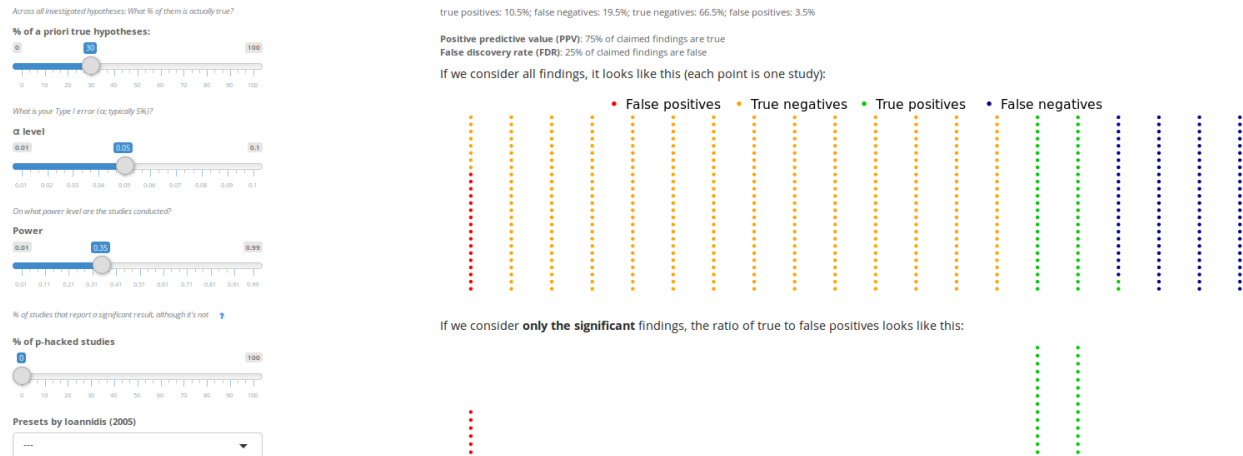 Across all investigated hypotheses: What % of them is actually true?
% of a priori true hypotheses:
0 30 100
0 10 20 30 40 50 60 70 80 90 100
What is your Type I error (α; typically 5%)?
α level
0.01 0.05 0.1
0.01 0.02 0.03 0.04 0.05 0.06 0.07 0.08 0.09 0.1
On what power level are the studies conducted?
Power
0.01 0.35 0.99
0.01 0.11 0.21 0.31 0.41 0.51 0.61 0.71 0.81 0.91 0.99
% of studies that report a significant result, although it's not ?
% of p-hacked studies
0 100
0 10 20 30 40 50 60 70 80 90 100
Presets by Ioannidis (2005)
---
true positives: 10.5%; false negatives: 19.5%; true negatives: 66.5%; false positives: 3.5%
Positive predictive value (PPV): 75% of claimed findings are true
False discovery rate (FDR): 25% of claimed findings are false
If we consider all findings, it looks like this (each point is one study):
False positives True negatives True positives False negatives
If we consider only the significant findings, the ratio of true to false positives looks like this: